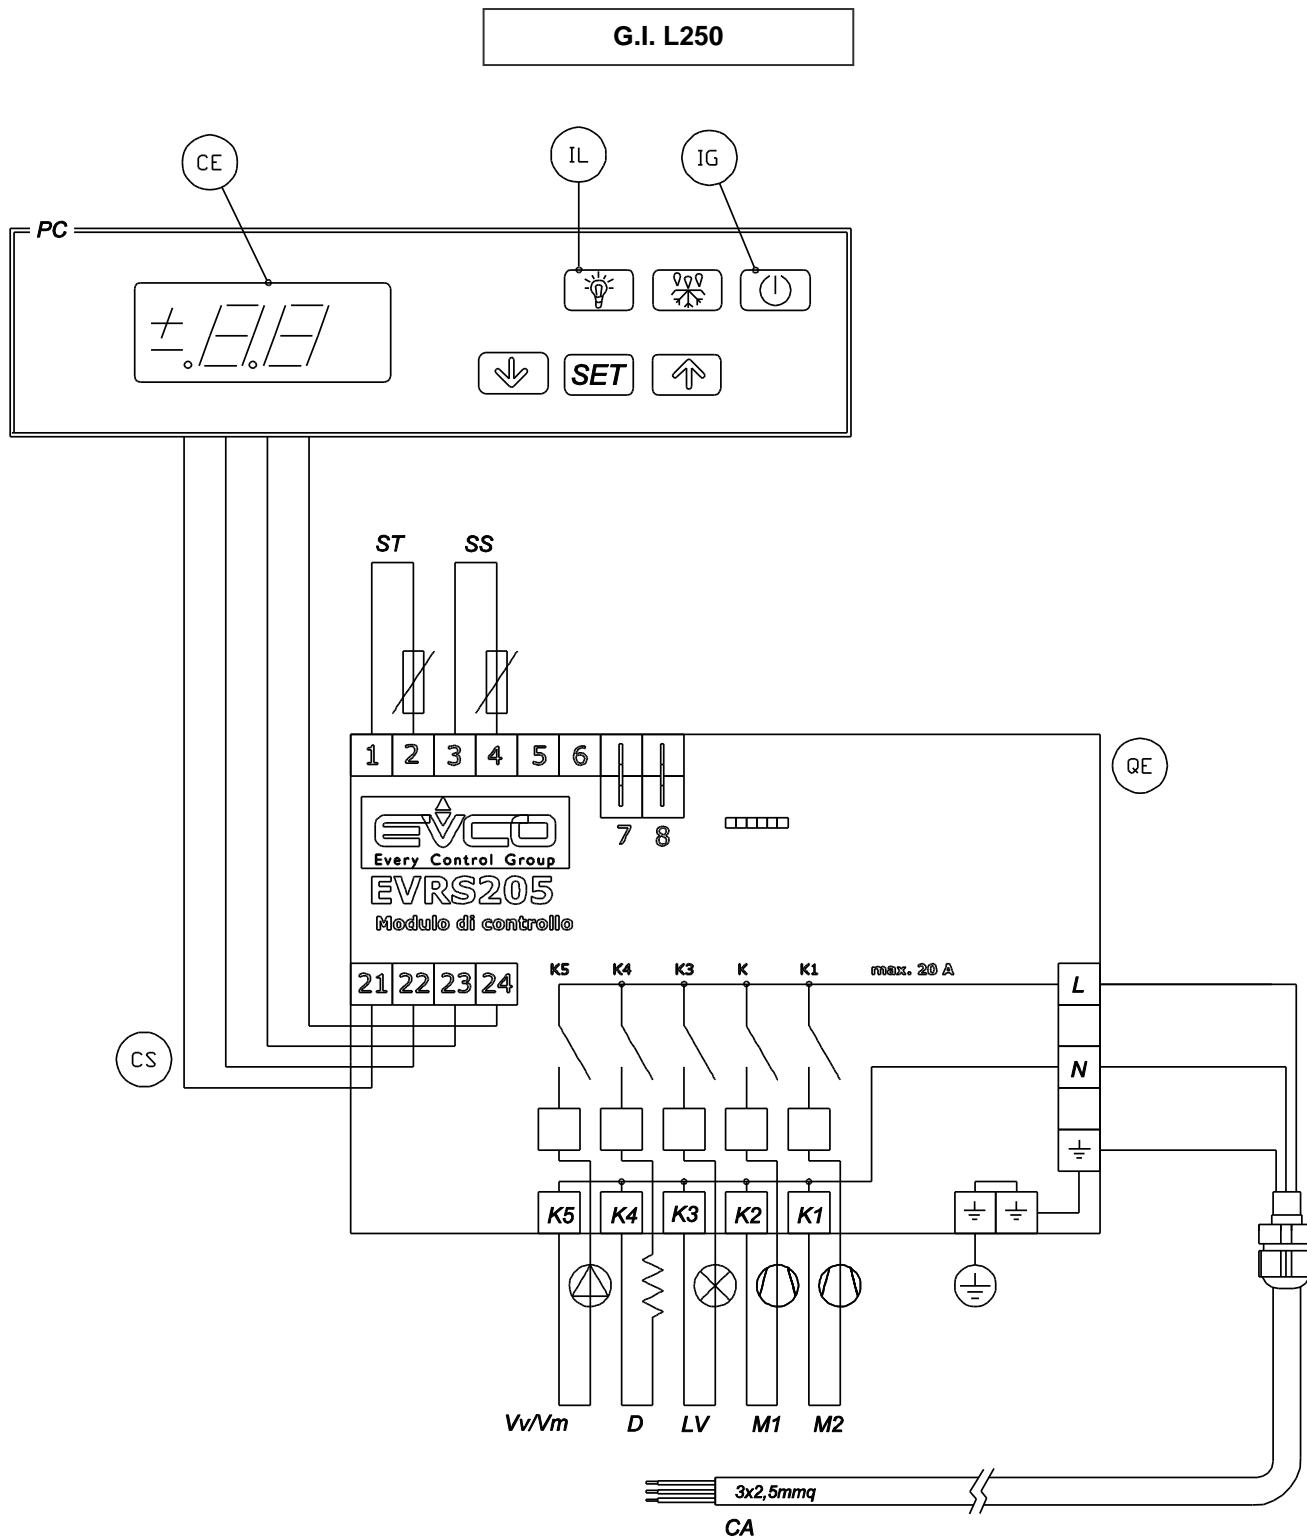 G.I. L250
CE
IL
IG
PC
SET
ST SS
1 2 3 4 5 6
QE
7 8
EVCO
Every Control Group
EVRS205
Modulo di controllo
K5 K4 K3 K K1 max. 20 A
21 22 23 24
L
N
CS
K5 K4 K3 K2 K1
Vv/Vm D LV M1 M2
3x2,5mmq
CA